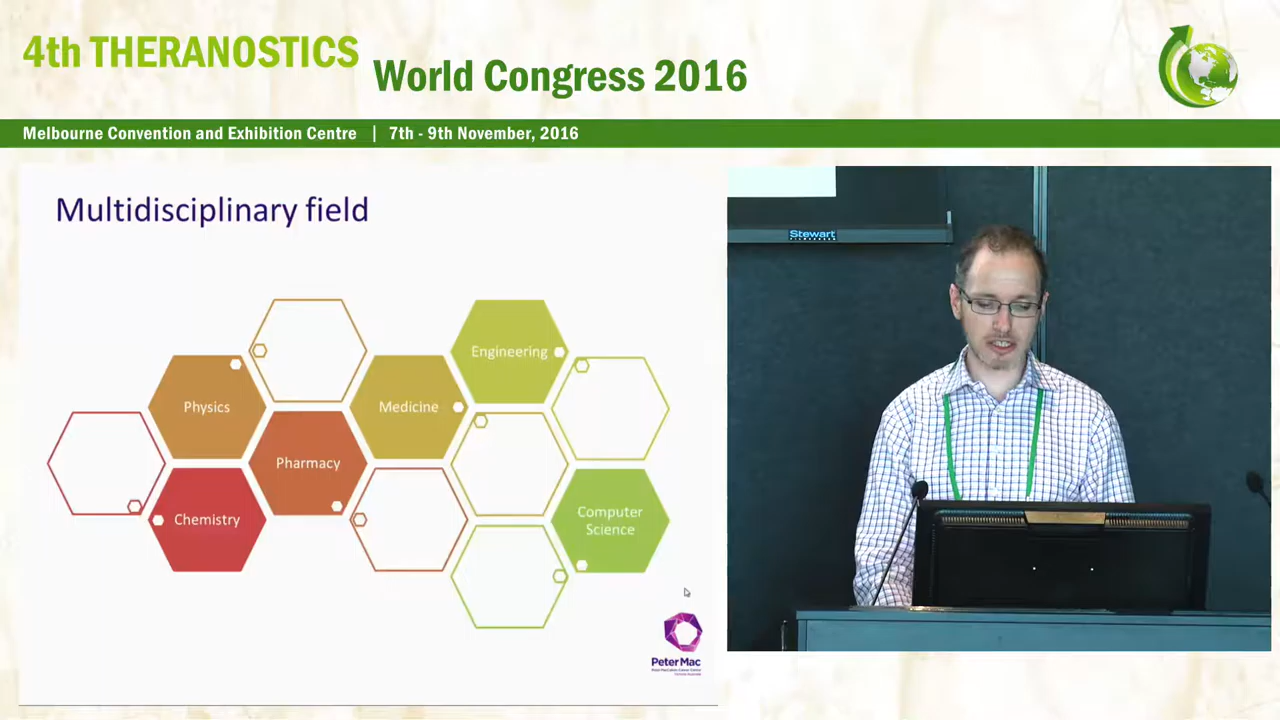 4th THERANOSTICS
World Congress 2016
Melbourne Convention and Exhibition Centre | 7th - 9th November, 2016
Multidisciplinary field
Engineering
Physics
Medicine
Pharmacy
Chemistry
Computer
Science
Peter Mac
Stewart